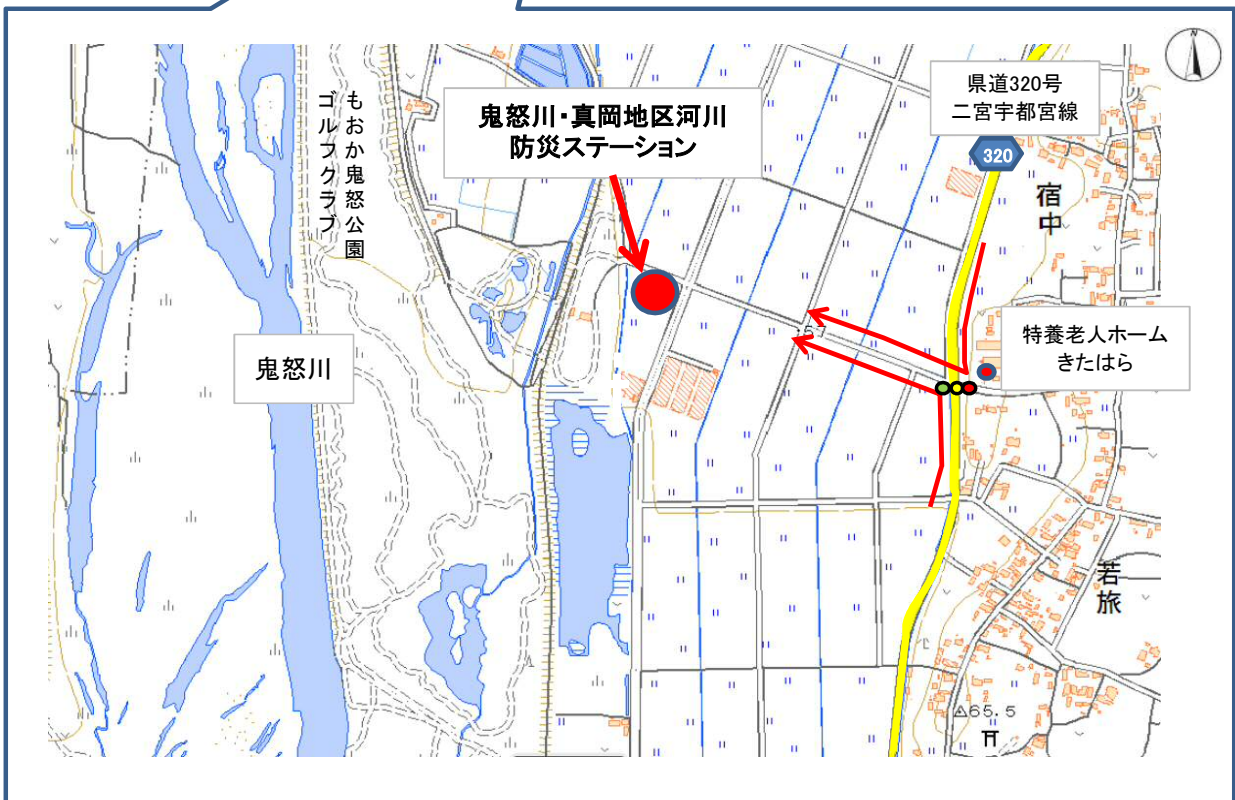 N
県道320号
二宮宇都宮線
320
もおか鬼怒公園
ゴルフクラブ
鬼怒川・真岡地区河川
防災ステーション
宿中
特養老人ホーム
きたはら
鬼怒川
若旅
65.5